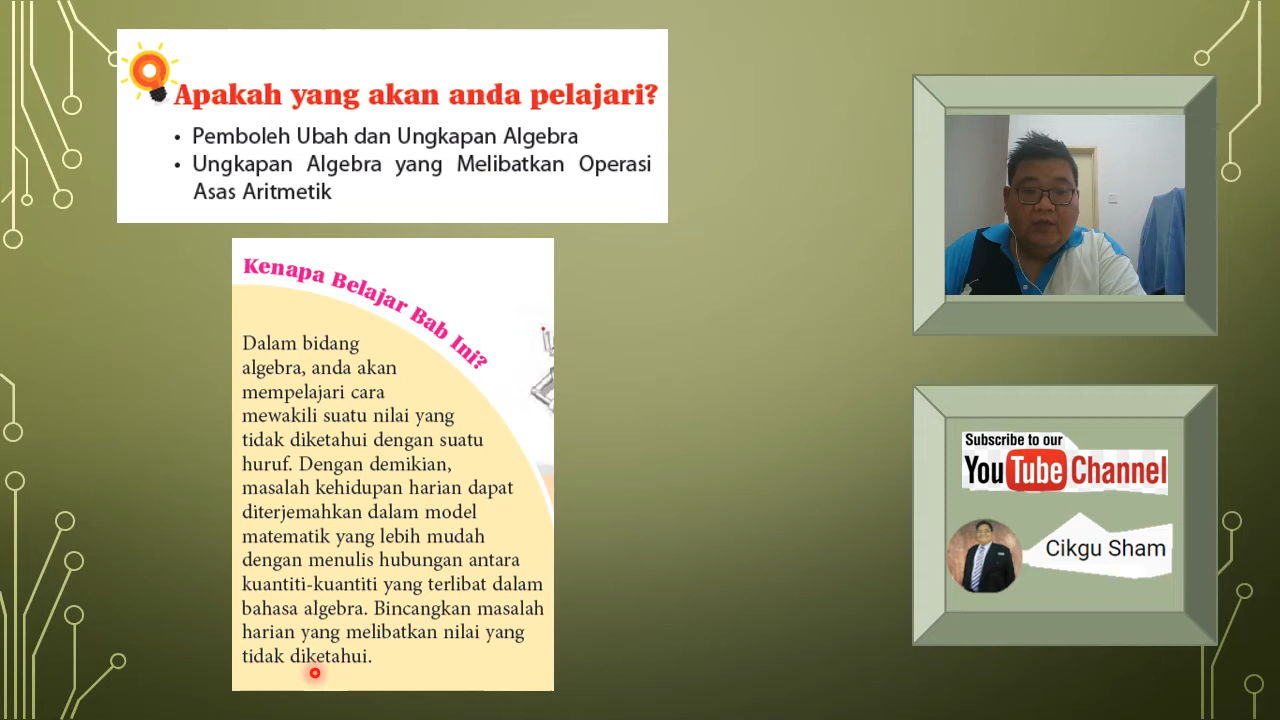 Apakah yang akan anda pelajari?
• Pemboleh Ubah dan Ungkapan Algebra
• Ungkapan Algebra yang Melibatkan Operasi
Asas Aritmetik
Kenapa Belajar Bab Ini?
Dalam bidang
algebra, anda akan
mempelajari cara
mewakili suatu nilai yang
tidak diketahui dengan suatu
huruf. Dengan demikian,
masalah kehidupan harian dapat
diterjemahkan dalam model
matematik yang lebih mudah
dengan menulis hubungan antara
kuantiti-kuantiti yang terlibat dalam
bahasa algebra. Bincangkan masalah
harian yang melibatkan nilai yang
tidak diketahui.
Subscribe to our
YouTube Channel
Cikgu Sham